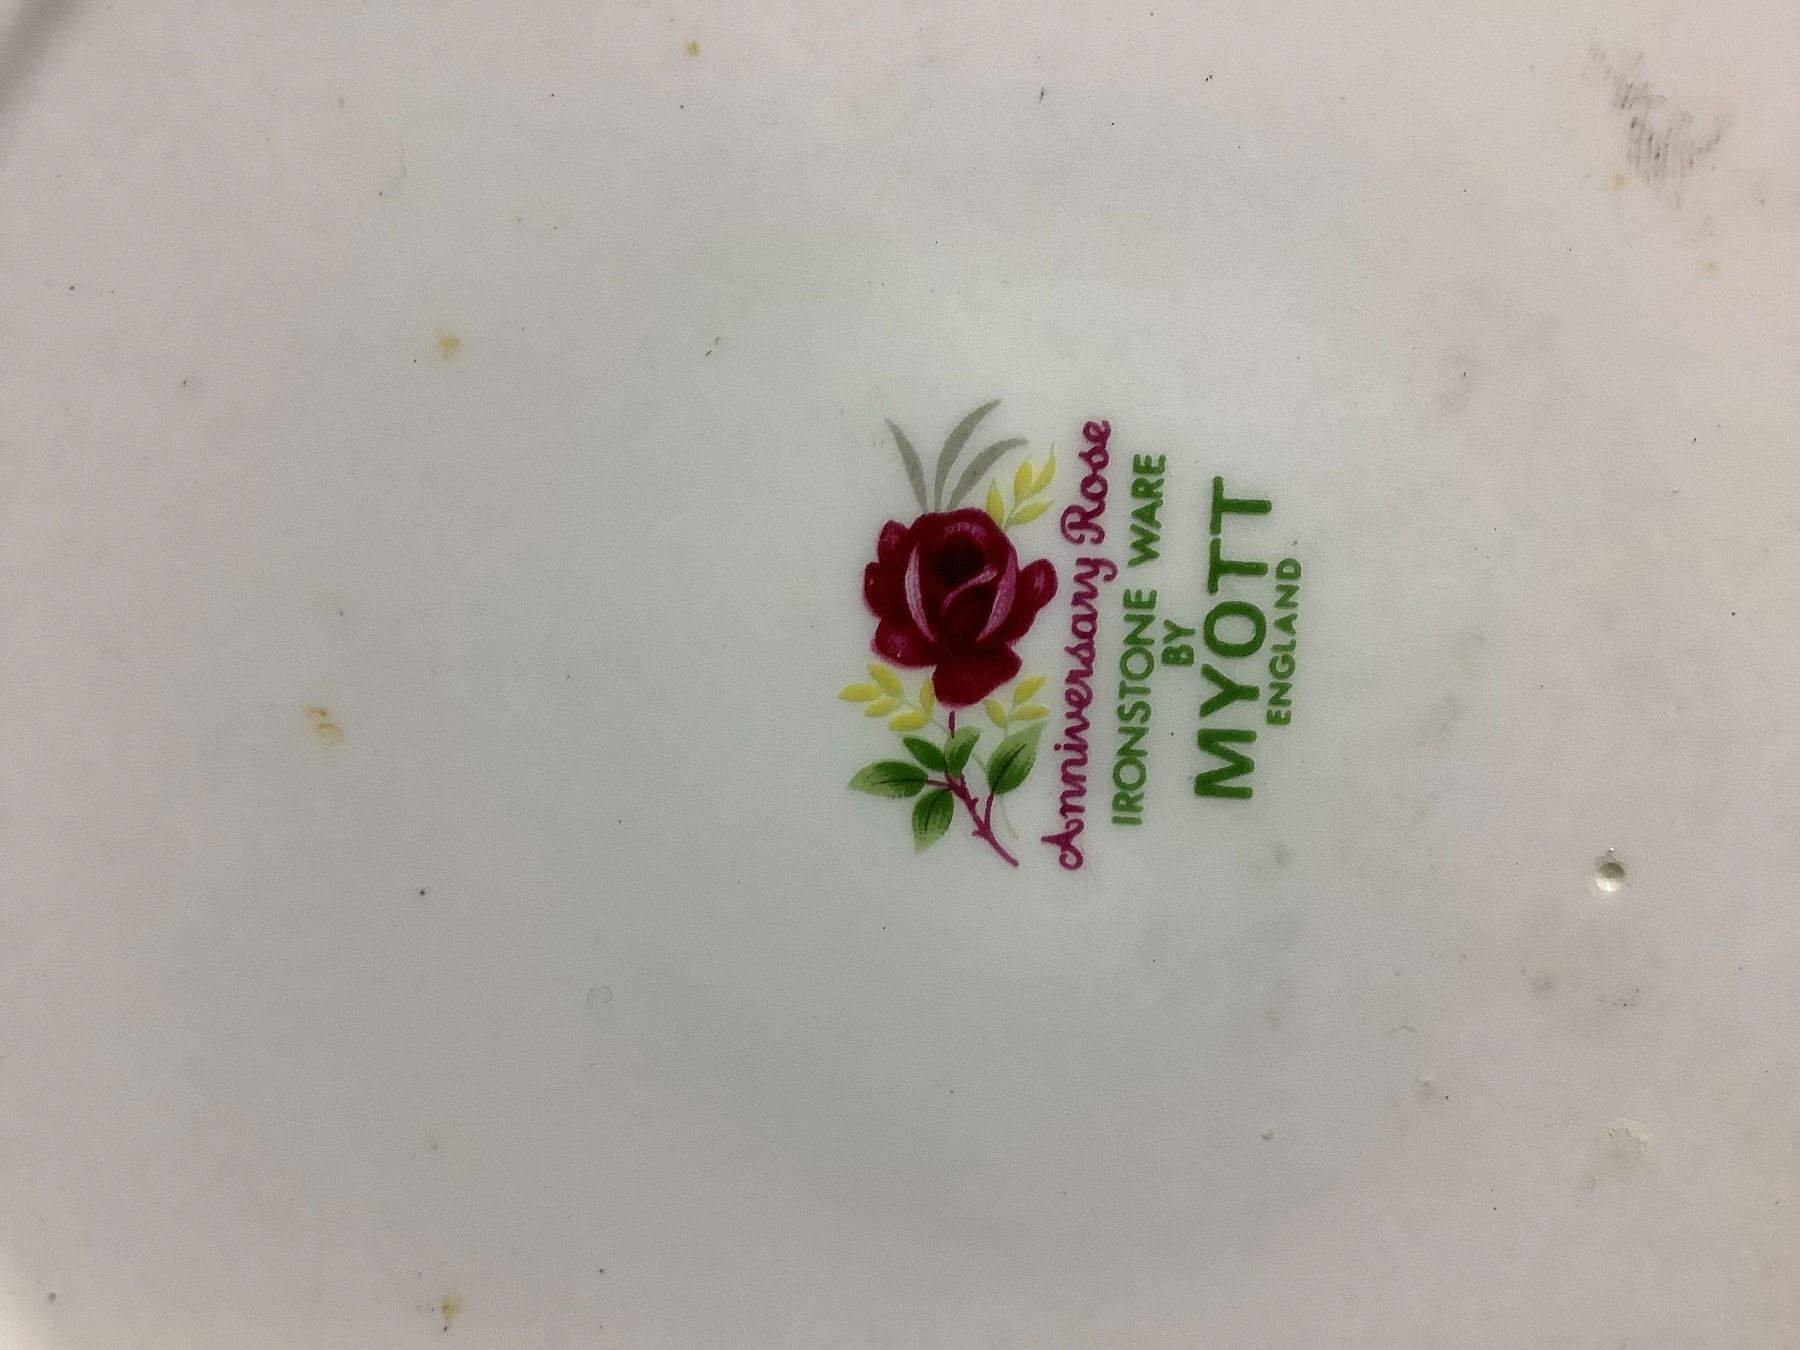 Anniversary Rose
IRONSTONE WARE
BY
MYOTT
ENGLAND